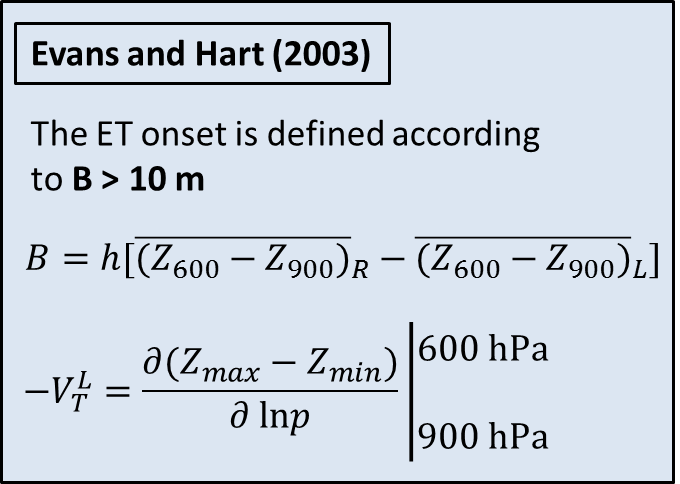 Evans and Hart (2003)
The ET onset is defined according
to B > 10 m
B = h[(Z600 − Z900)R − (Z600 − Z900)L]
−V_T^L = ∂(Zmax − Zmin) / ∂ lnp | 600 hPa
900 hPa